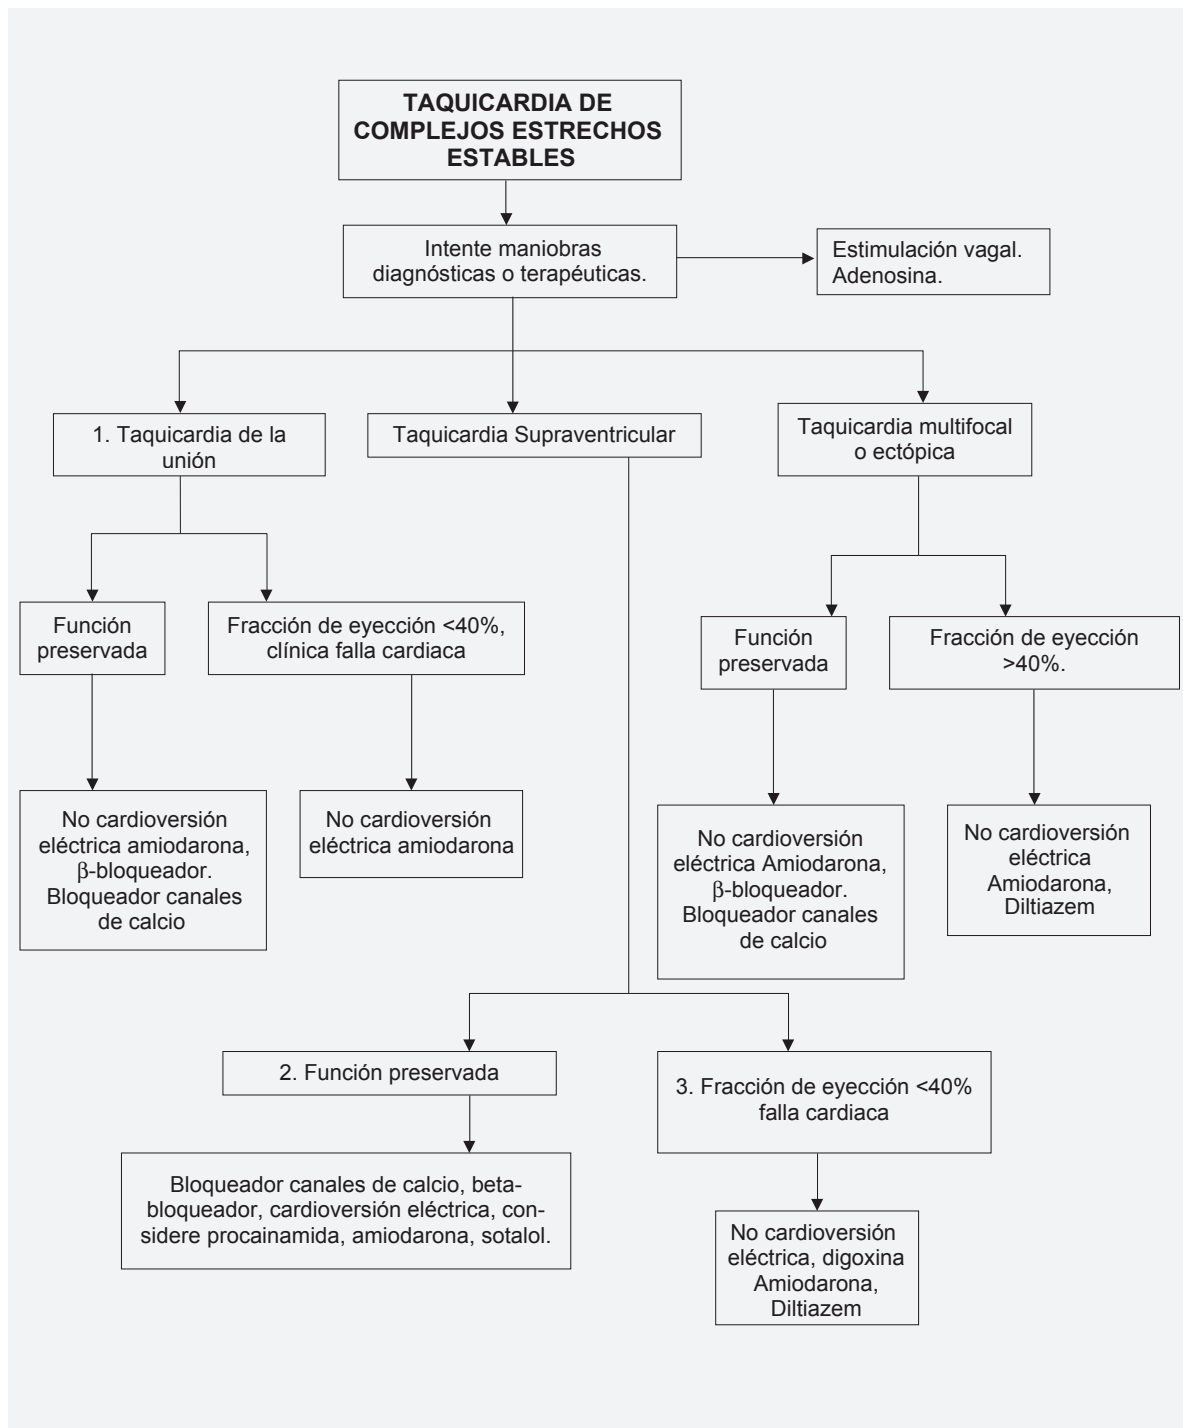 TAQUICARDIA DE
COMPLEJOS ESTRECHOS
ESTABLES
Intente maniobras
diagnósticas o terapéuticas.
Estimulación vagal.
Adenosina.
1. Taquicardia de la
unión
Taquicardia Supraventricular
Taquicardia multifocal
o ectópica
Función
preservada
Fracción de eyección <40%,
clínica falla cardiaca
Función
preservada
Fracción de eyección
>40%.
No cardioversión
eléctrica amiodarona,
β-bloqueador.
Bloqueador canales
de calcio
No cardioversión
eléctrica amiodarona
No cardioversión
eléctrica Amiodarona,
β-bloqueador.
Bloqueador canales
de calcio
No cardioversión
eléctrica
Amiodarona,
Diltiazem
2. Función preservada
3. Fracción de eyección <40%
falla cardiaca
Bloqueador canales de calcio, beta-
bloqueador, cardioversión eléctrica, con-
sidere procainamida, amiodarona, sotalol.
No cardioversión
eléctrica, digoxina
Amiodarona,
Diltiazem